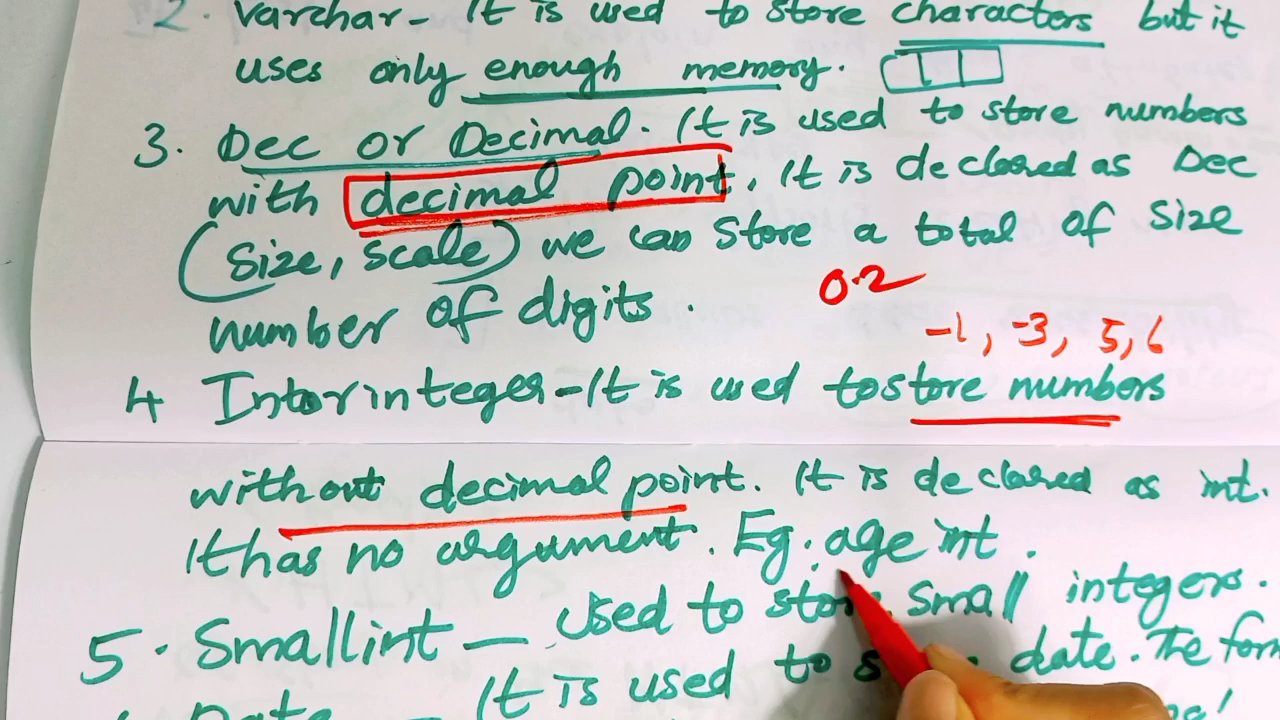 2. Varchar - It is used to store characters but it
uses only enough memory.
3. Dec or Decimal. It is used to store numbers
with decimal point. It is declared as Dec
(Size, scale) we can store a total of size
number of digits.
0.2
-1, -3, 5, 6
4 Int or integer - It is used to store numbers
without decimal point. It is declared as int.
It has no argument. Eg. age int.
5. Smallint - Used to small integers.
Date - It is used to date. The